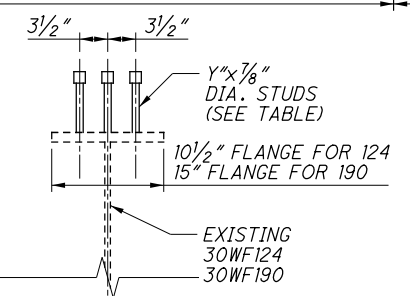 3½" 3½"
Y"x⅞"
DIA. STUDS
(SEE TABLE)
10½" FLANGE FOR 124
15" FLANGE FOR 190
EXISTING
30WF124
30WF190